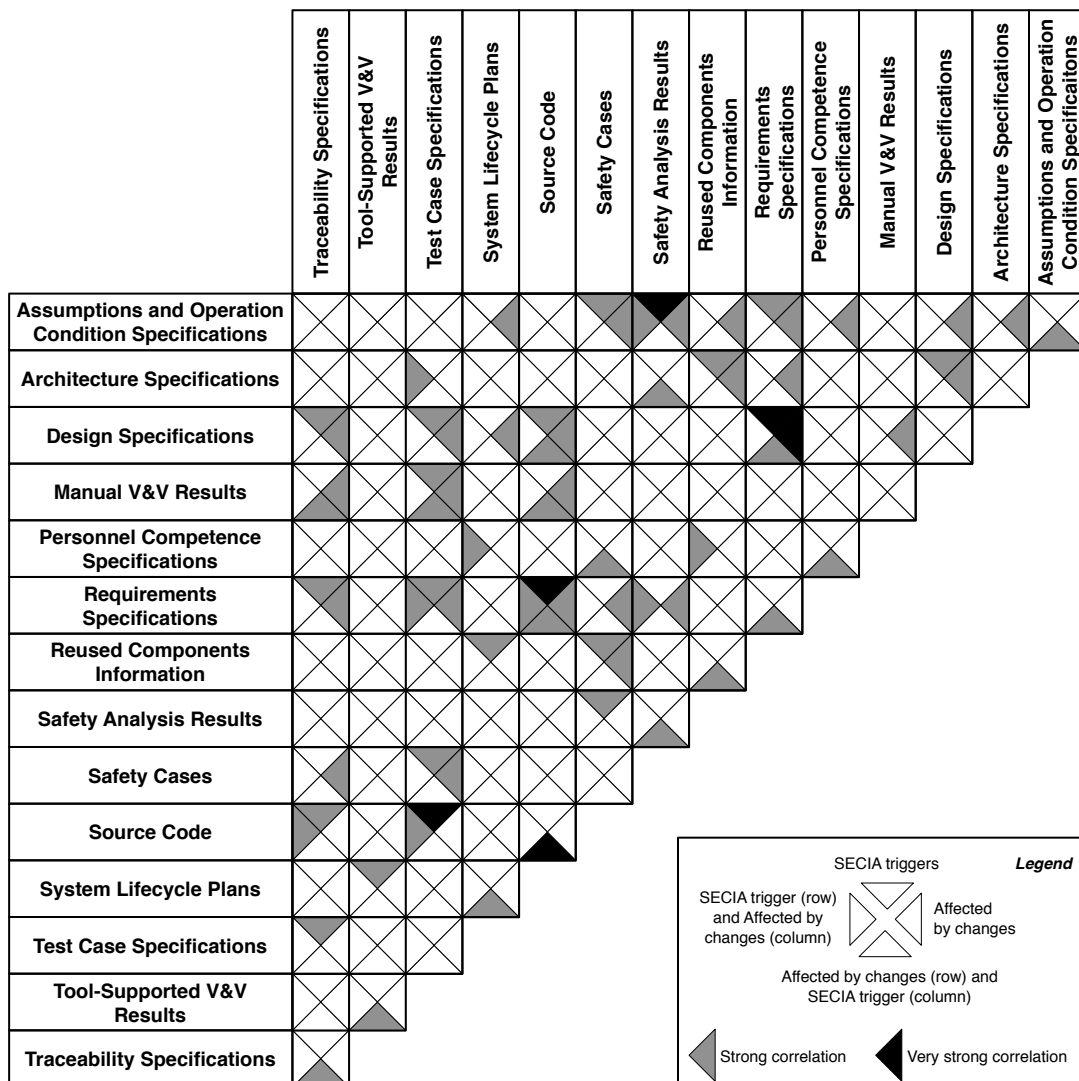 Traceability Specifications
Tool-Supported V&V
Results
Test Case Specifications
System Lifecycle Plans
Source Code
Safety Cases
Safety Analysis Results
Reused Components
Information
Requirements
Specifications
Personnel Competence
Specifications
Manual V&V Results
Design Specifications
Architecture Specifications
Assumptions and Operation
Condition Specificaitons
Assumptions and Operation
Condition Specifications
Architecture Specifications
Design Specifications
Manual V&V Results
Personnel Competence
Specifications
Requirements
Specifications
Reused Components
Information
Safety Analysis Results
Safety Cases
Source Code
System Lifecycle Plans
Test Case Specifications
Tool-Supported V&V
Results
Traceability Specifications
Legend
SECIA triggers
SECIA trigger (row)
and Affected by
changes (column)
Affected
by changes
Affected by changes (row) and
SECIA trigger (column)
Strong correlation
Very strong correlation